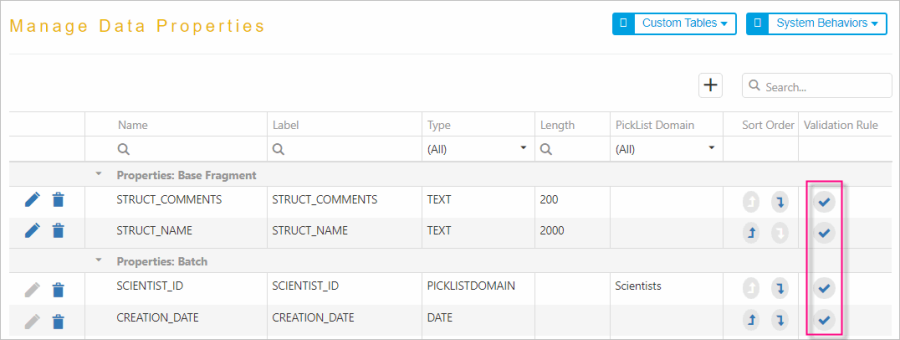 Manage Data Properties
Custom Tables
System Behaviors
Search...
Name Label Type Length PickList Domain Sort Order Validation Rule
(All) (All)
Properties: Base Fragment
STRUCT_COMMENTS STRUCT_COMMENTS TEXT 200
STRUCT_NAME STRUCT_NAME TEXT 2000
Properties: Batch
SCIENTIST_ID SCIENTIST_ID PICKLISTDOMAIN Scientists
CREATION_DATE CREATION_DATE DATE